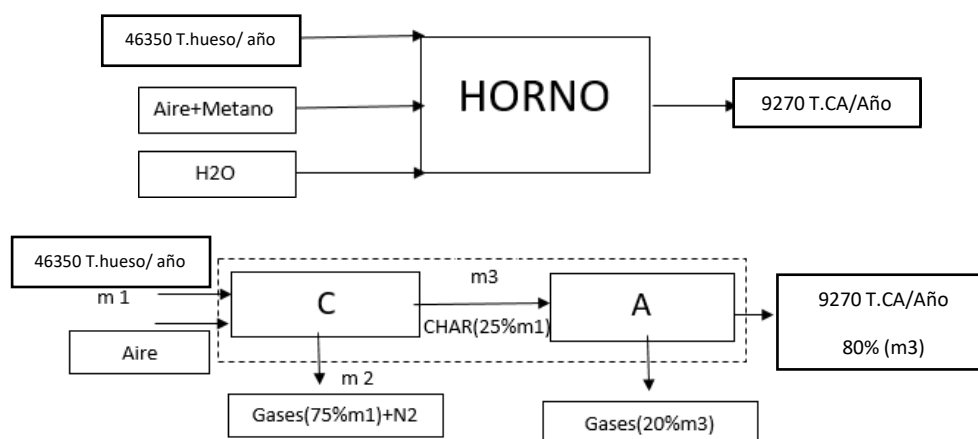 46350 T.hueso/ año
Aire+Metano
H2O
HORNO
9270 T.CA/Año
46350 T.hueso/ año
m 1
Aire
C
m3
CHAR(25%m1)
A
9270 T.CA/Año
80% (m3)
m 2
Gases(75%m1)+N2
Gases(20%m3)